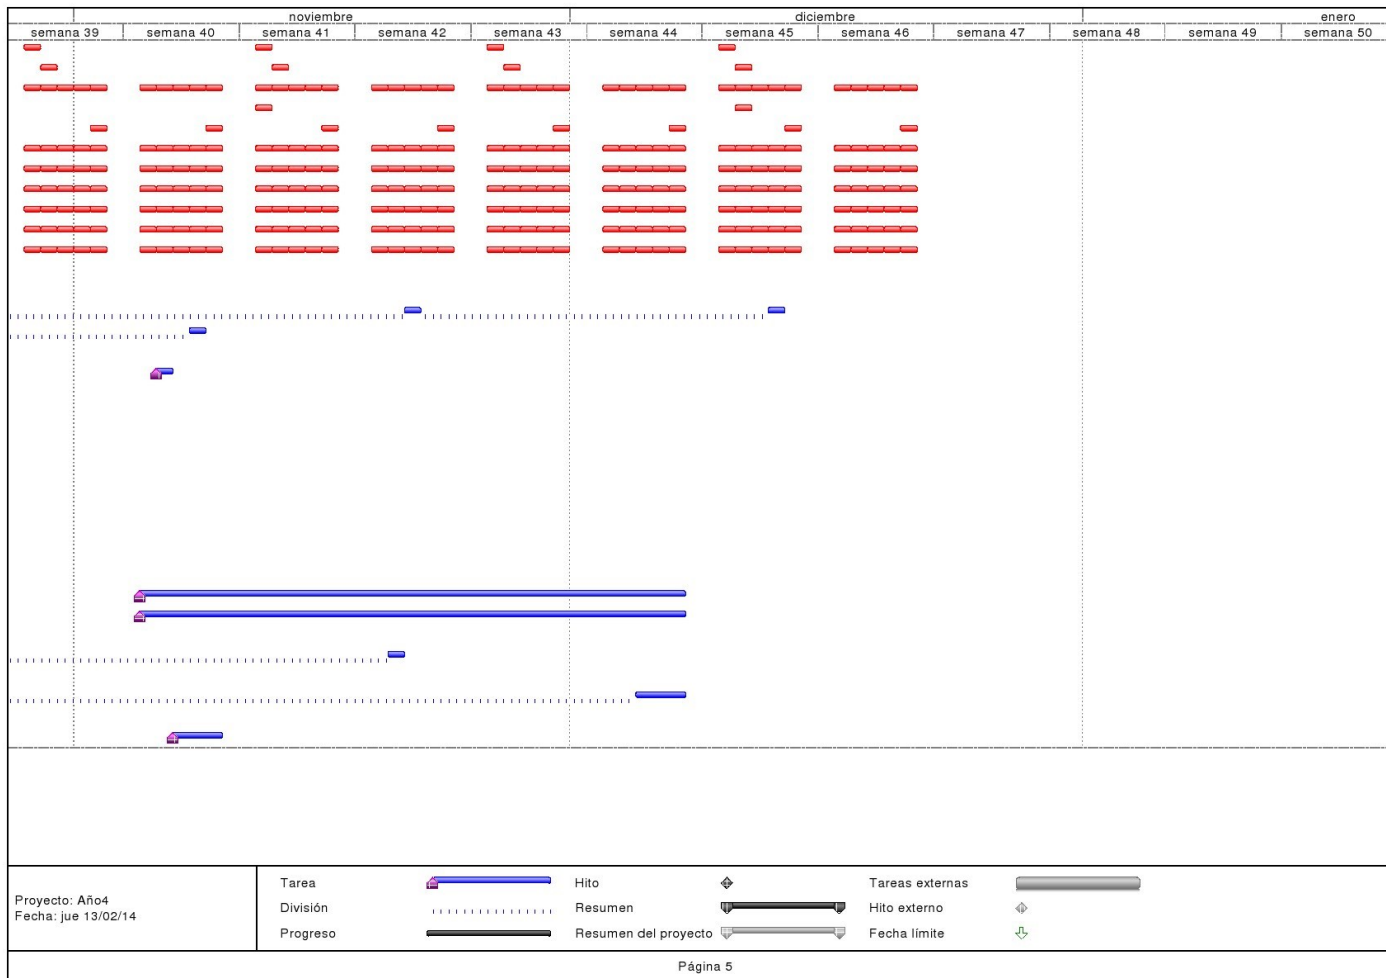 noviembre diciembre enero
semana 39 semana 40 semana 41 semana 42 semana 43 semana 44 semana 45 semana 46 semana 47 semana 48 semana 49 semana 50
Proyecto: Año4
Fecha: jue 13/02/14
Tarea Hito Tareas externas
División Resumen Hito externo
Progreso Resumen del proyecto Fecha límite
Página 5